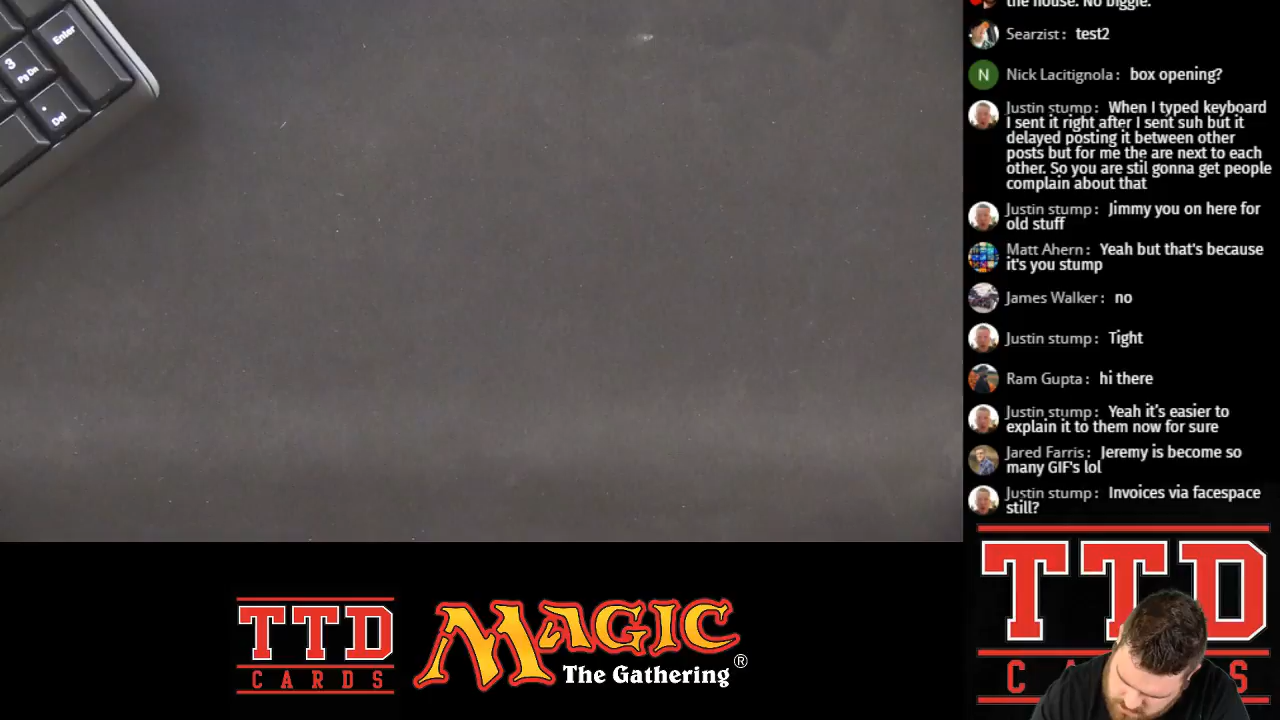 Enter
3
Pg Dn
.
Del
the house. No biggie.
Searzist: test2
N
Nick Lacitignola: box opening?
Justin stump: When I typed keyboard
I sent it right after I sent suh but it
delayed posting it between other
posts but for me the are next to each
other. So you are stil gonna get people
complain about that
Justin stump: Jimmy you on here for
old stuff
Matt Ahern: Yeah but that's because
it's you stump
James Walker: no
Justin stump: Tight
Ram Gupta: hi there
Justin stump: Yeah it's easier to
explain it to them now for sure
Jared Farris: Jeremy is become so
many GIF's lol
Justin stump: Invoices via facespace
still?
TTD
CARDS
MAGIC
The Gathering®
TTD
C A S